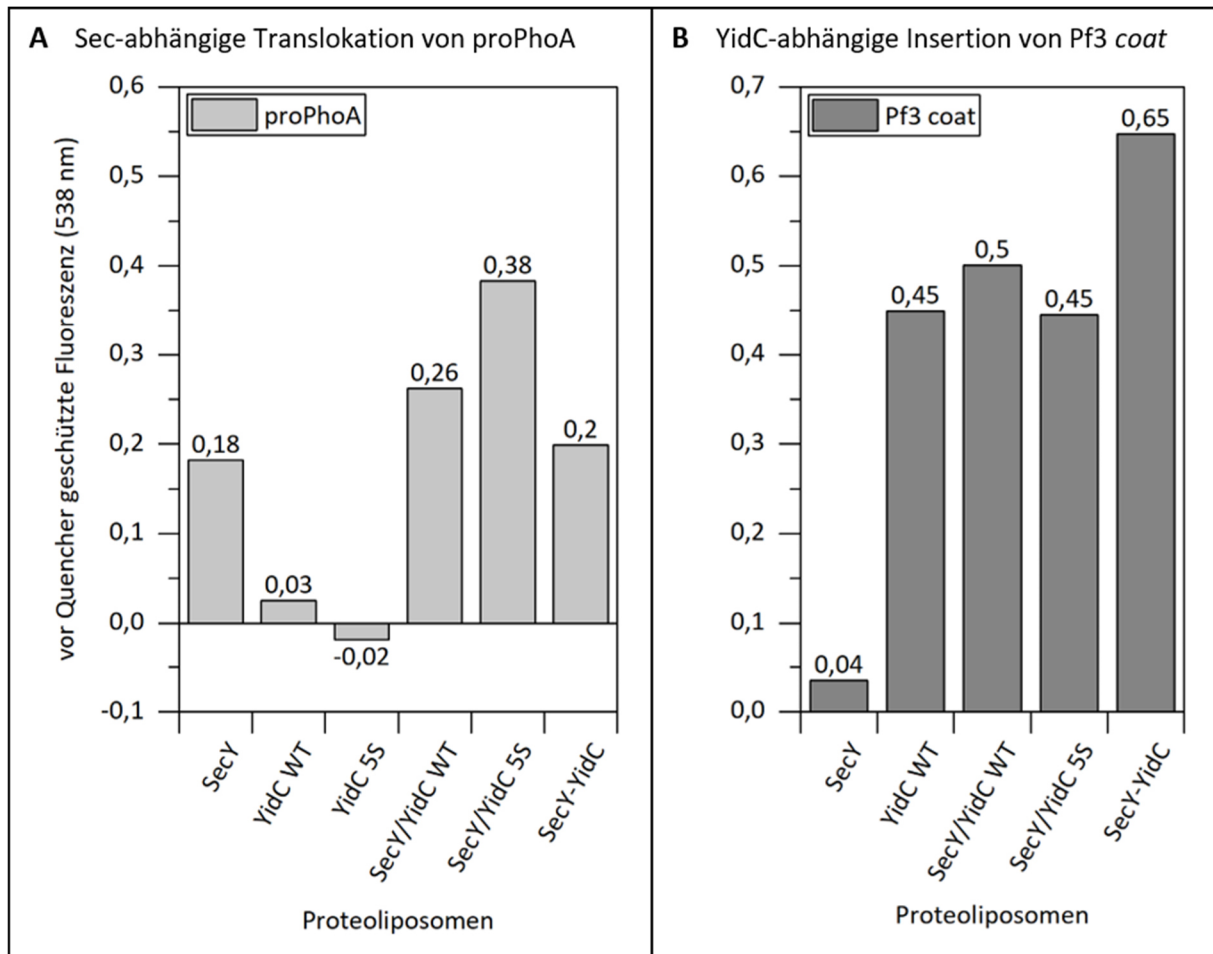 A Sec-abhängige Translokation von proPhoA
vor Quencher geschützte Fluoreszenz (538 nm)
0,6
0,5
0,4
0,3
0,2
0,1
0,0
-0,1
proPhoA
0,18
0,03
-0,02
0,26
0,38
0,2
SecY
YidC WT
YidC 5S
SecY/YidC WT
SecY/YidC 5S
SecY-YidC
Proteoliposomen
B YidC-abhängige Insertion von Pf3 coat
0,7
0,6
0,5
0,4
0,3
0,2
0,1
0,0
Pf3 coat
0,04
0,45
0,5
0,45
0,65
SecY
YidC WT
SecY/YidC WT
SecY/YidC 5S
SecY-YidC
Proteoliposomen